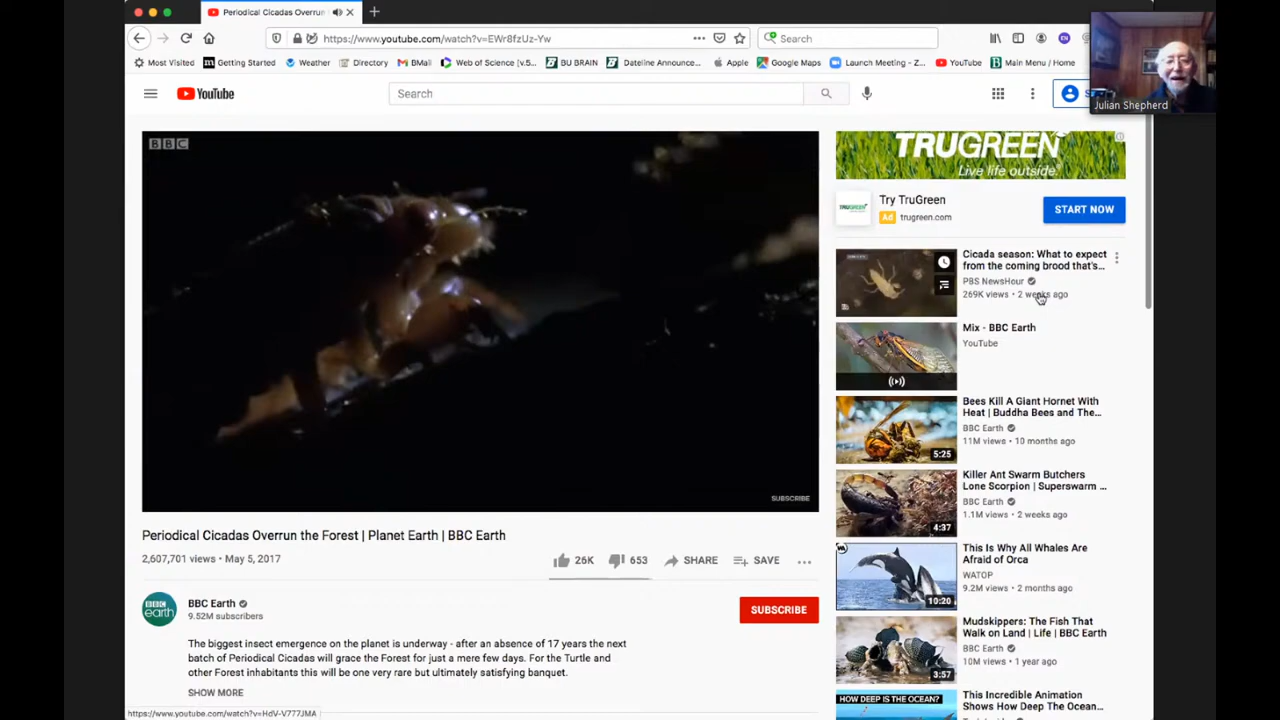 Periodical Cicadas Overrun
https://www.youtube.com/watch?v=EWr8fzUz-Yw
Search
Most Visited
Getting Started
Weather
Directory
BMail
Web of Science [v.5...
BU BRAIN
Dateline Announce...
Apple
Google Maps
Launch Meeting - Z...
YouTube
Main Menu / Home
Julian Shepherd
YouTube
Search
BBC
SUBSCRIBE
Periodical Cicadas Overrun the Forest | Planet Earth | BBC Earth
2,607,701 views • May 5, 2017
26K
653
SHARE
SAVE
BBC earth
BBC Earth
9.52M subscribers
SUBSCRIBE
The biggest insect emergence on the planet is underway - after an absence of 17 years the next
batch of Periodical Cicadas will grace the Forest for just a mere few days. For the Turtle and
other Forest inhabitants this will be one very rare but ultimately satisfying banquet.
SHOW MORE
https://www.youtube.com/watch?v=HdV-V777JMA
TRUGREEN
Live life outside.
Try TruGreen
Ad trugreen.com
START NOW
Cicada season: What to expect
from the coming brood that's...
PBS NewsHour
269K views • 2 weeks ago
Mix - BBC Earth
YouTube
Bees Kill A Giant Hornet With
Heat | Buddha Bees and The...
BBC Earth
11M views • 10 months ago
5:25
Killer Ant Swarm Butchers
Lone Scorpion | Superswarm ...
BBC Earth
1.1M views • 2 weeks ago
4:37
This Is Why All Whales Are
Afraid of Orca
WATOP
9.2M views • 2 months ago
10:20
Mudskippers: The Fish That
Walk on Land | Life | BBC Earth
BBC Earth
10M views • 1 year ago
3:57
HOW DEEP IS THE OCEAN?
This Incredible Animation
Shows How Deep The Ocean...